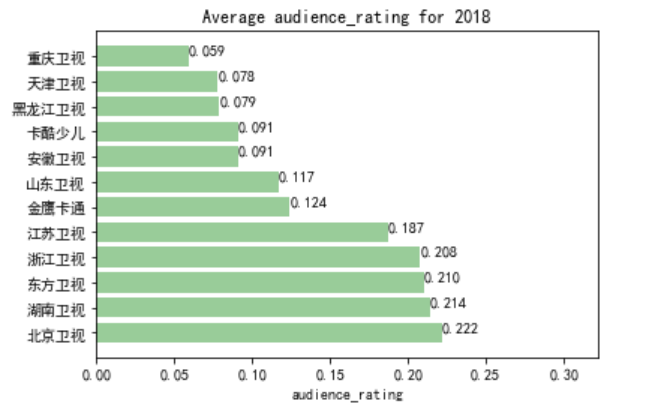 Average audience_rating for 2018
重庆卫视 0.059
天津卫视 0.078
黑龙江卫视 0.079
卡酷少儿 0.091
安徽卫视 0.091
山东卫视 0.117
金鹰卡通 0.124
江苏卫视 0.187
浙江卫视 0.208
东方卫视 0.210
湖南卫视 0.214
北京卫视 0.222
0.00 0.05 0.10 0.15 0.20 0.25 0.30
audience_rating